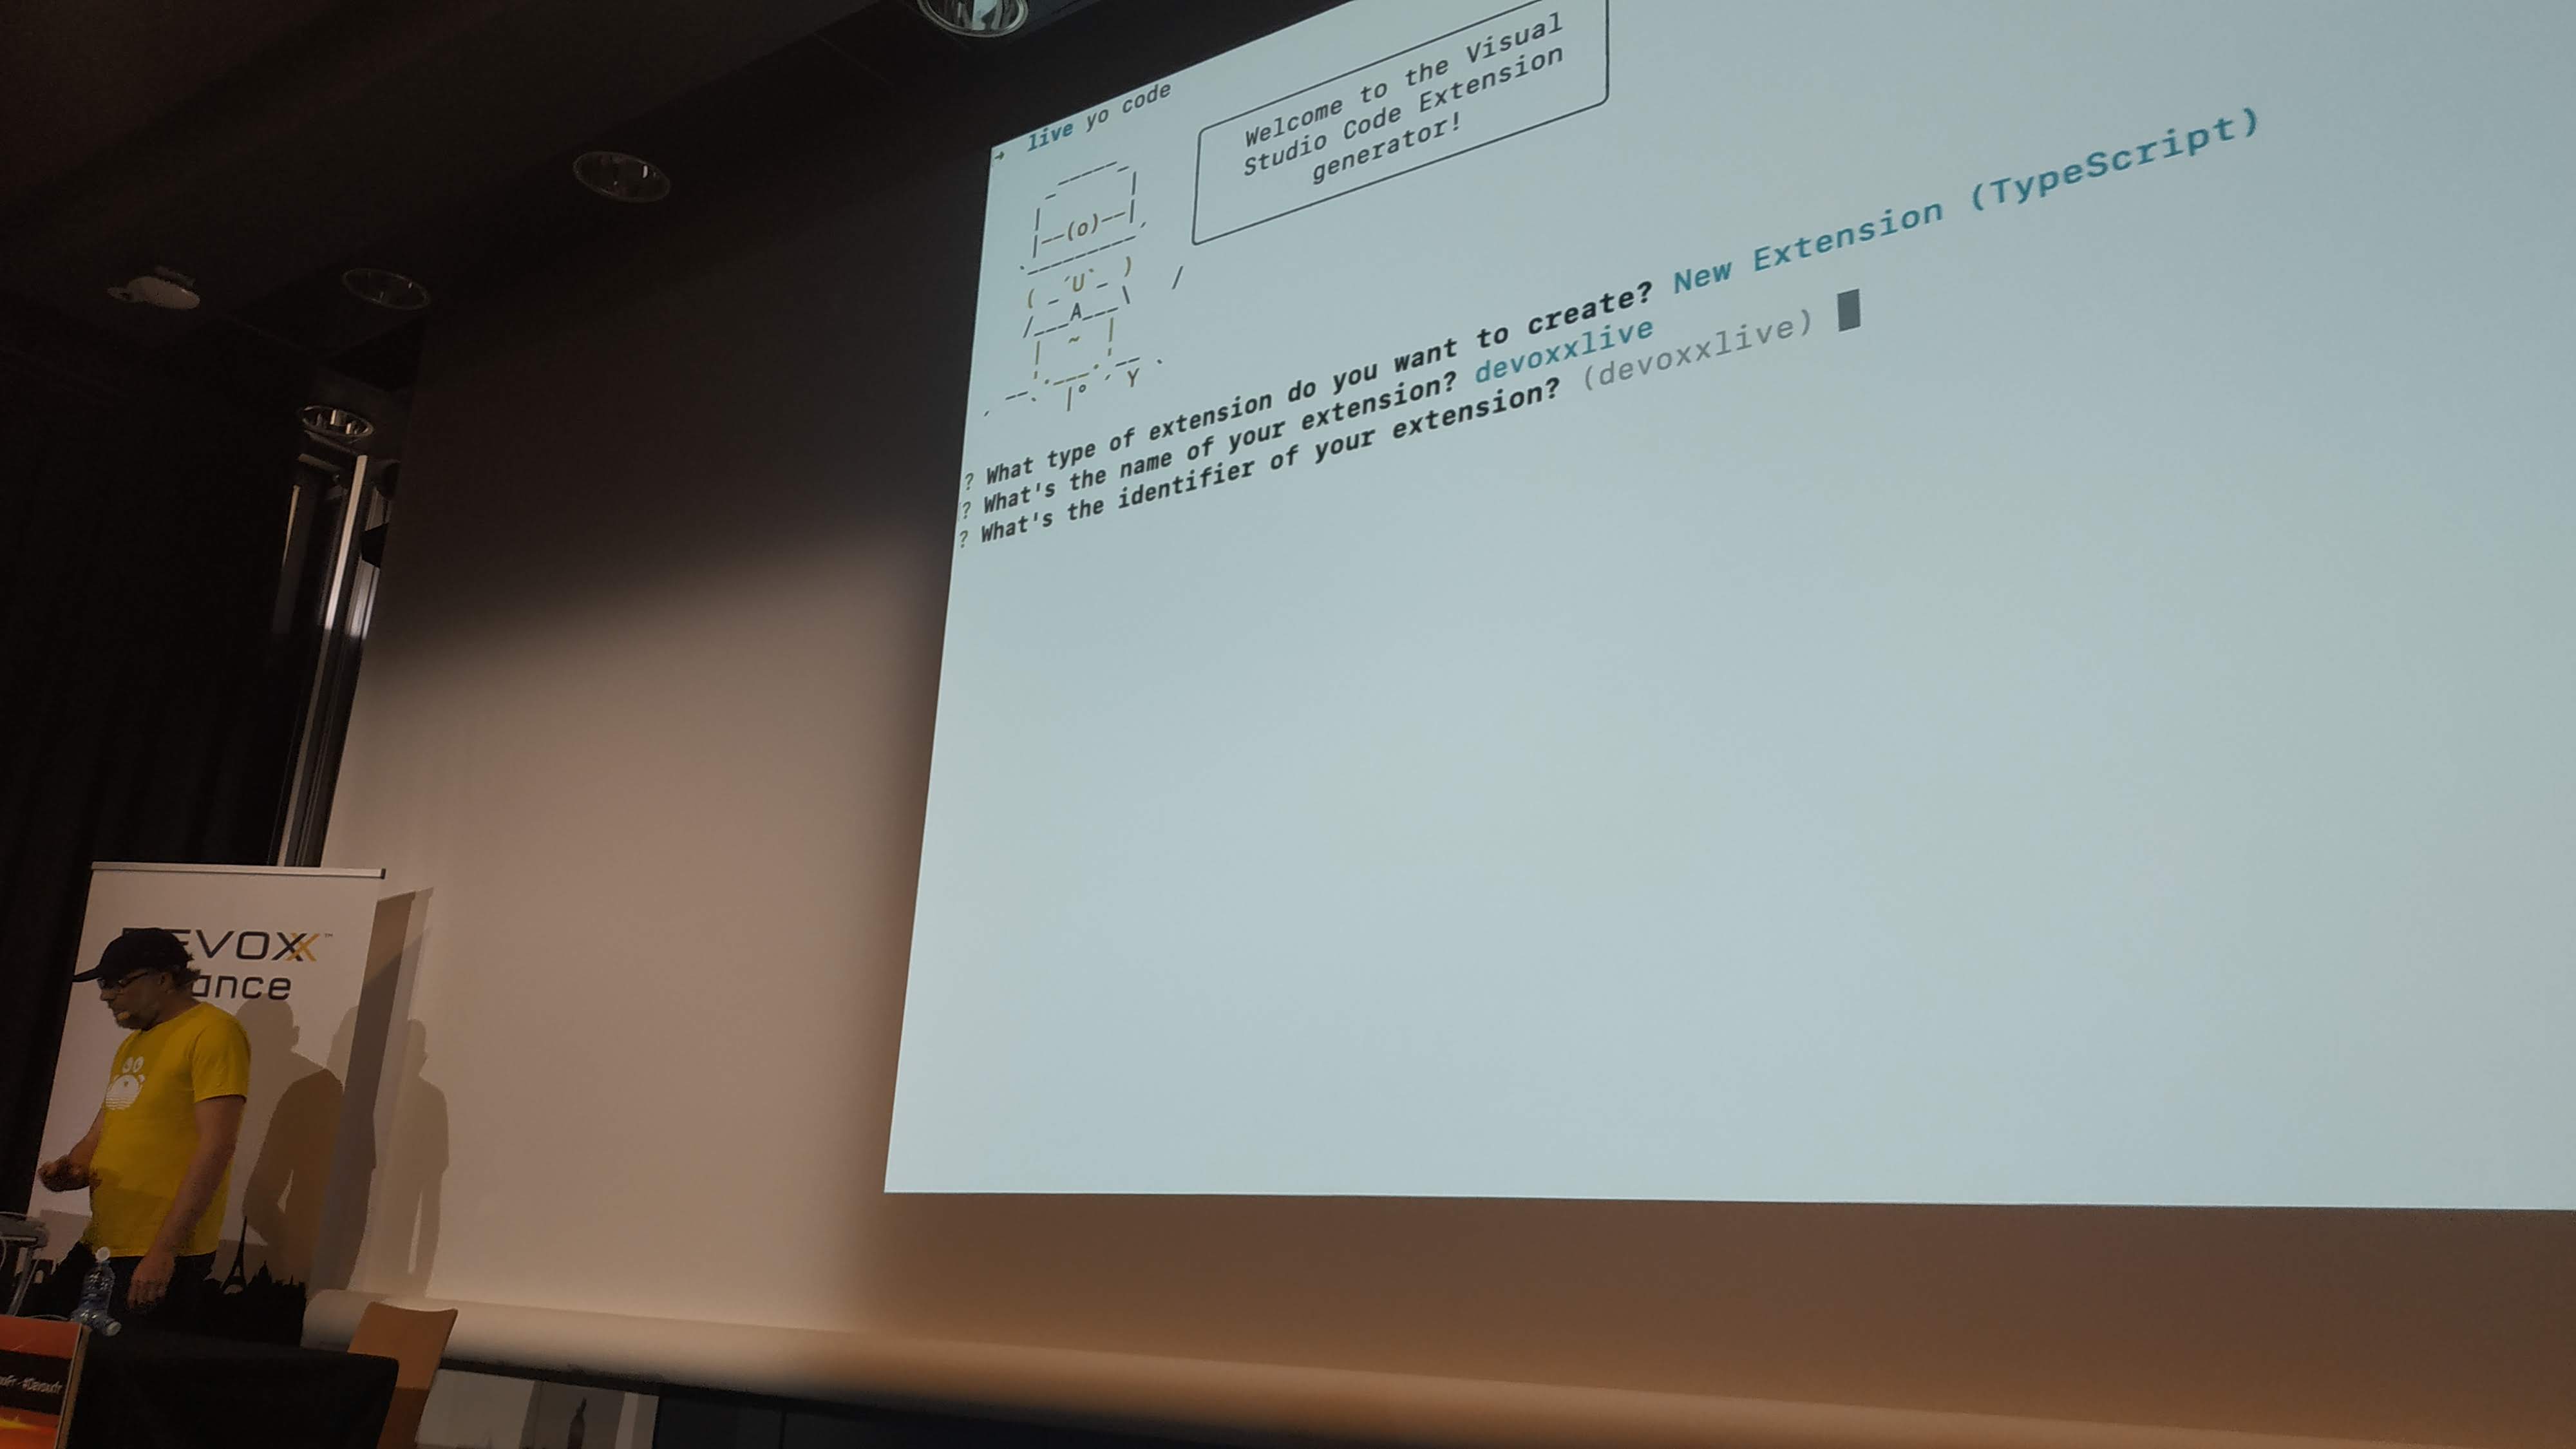 → live yo code
Welcome to the Visual
Studio Code Extension
generator!
? What type of extension do you want to create? New Extension (TypeScript)
? What's the name of your extension? devoxxlive
? What's the identifier of your extension? (devoxxlive)
EVOXX™
ance
#Devoxxfr